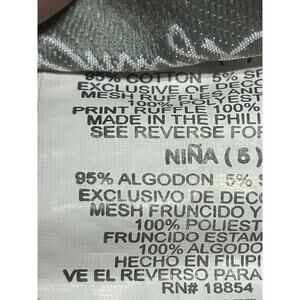 95% COTTON 5% SP
EXCLUSIVE OF DECO
MESH RUFFLES AND
100% POLYEST
PRINT RUFFLE 100%
MADE IN THE PHILI
SEE REVERSE FOR
NIÑA ( 5 )
95% ALGODON 5% S
EXCLUSIVO DE DECO
MESH FRUNCIDO Y
100% POLIEST
FRUNCIDO ESTAM
100% ALGODO
HECHO EN FILIPI
VE EL REVERSO PARA
RN# 18854